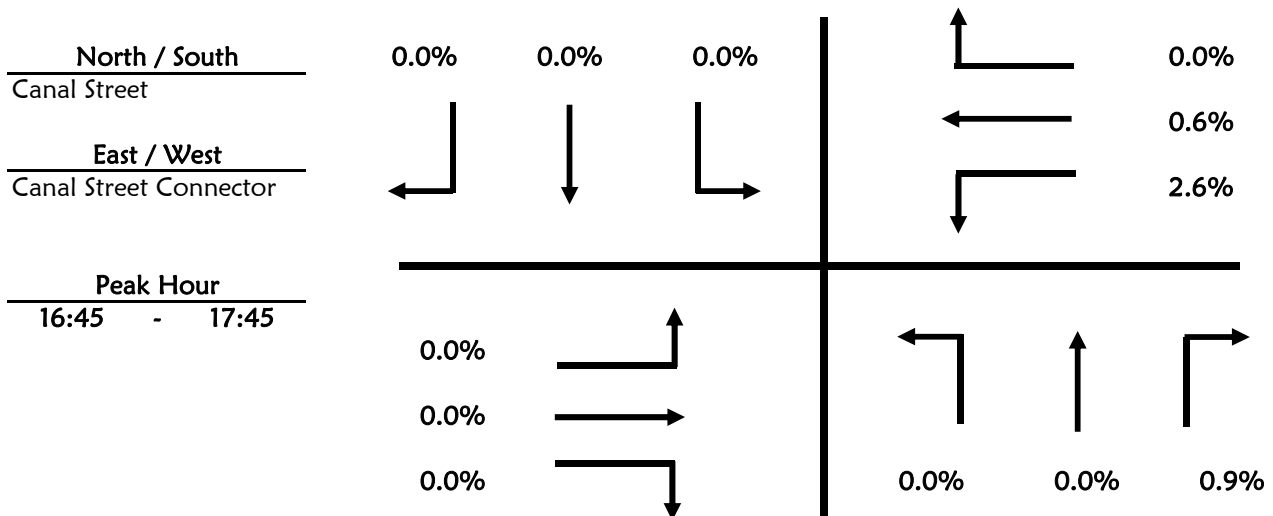 North / South
Canal Street
East / West
Canal Street Connector
Peak Hour
16:45 - 17:45
0.0% 0.0% 0.0%
0.0%
0.6%
2.6%
0.0%
0.0%
0.0%
0.0% 0.0% 0.9%